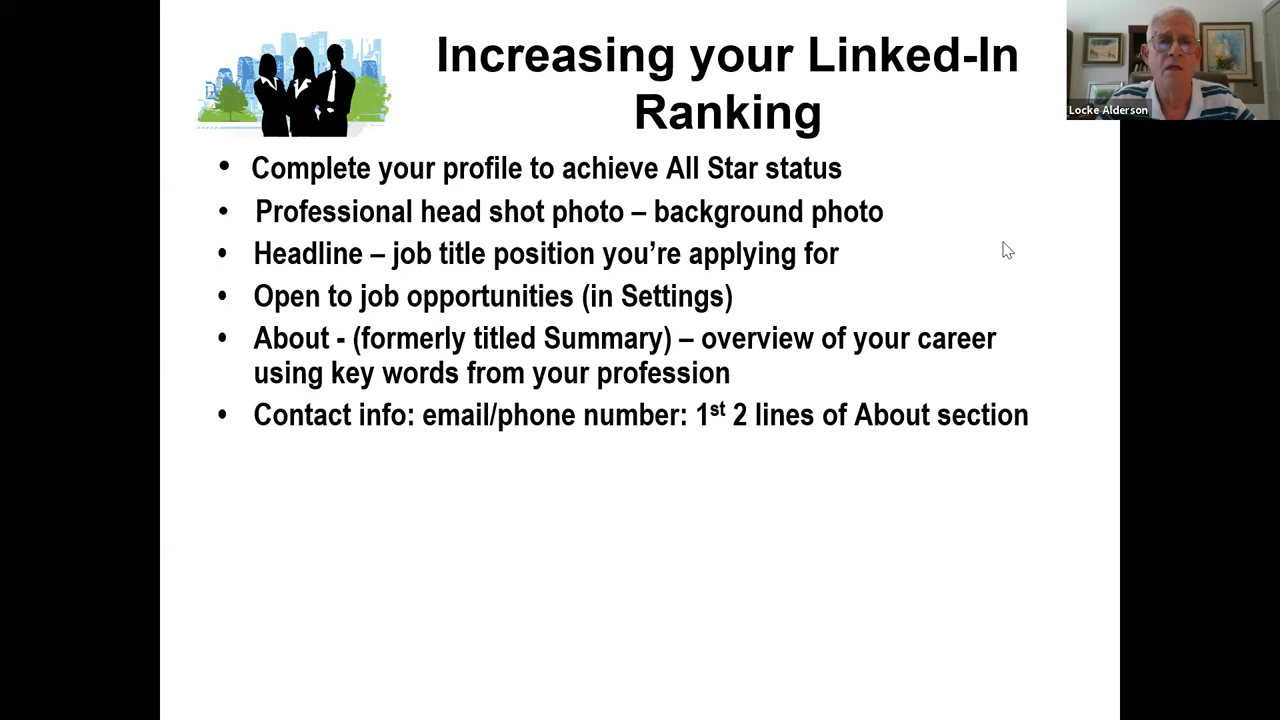 Increasing your Linked-In
Ranking
Locke Alderson
• Complete your profile to achieve All Star status
• Professional head shot photo – background photo
• Headline – job title position you’re applying for
• Open to job opportunities (in Settings)
• About - (formerly titled Summary) – overview of your career
using key words from your profession
• Contact info: email/phone number: 1st 2 lines of About section